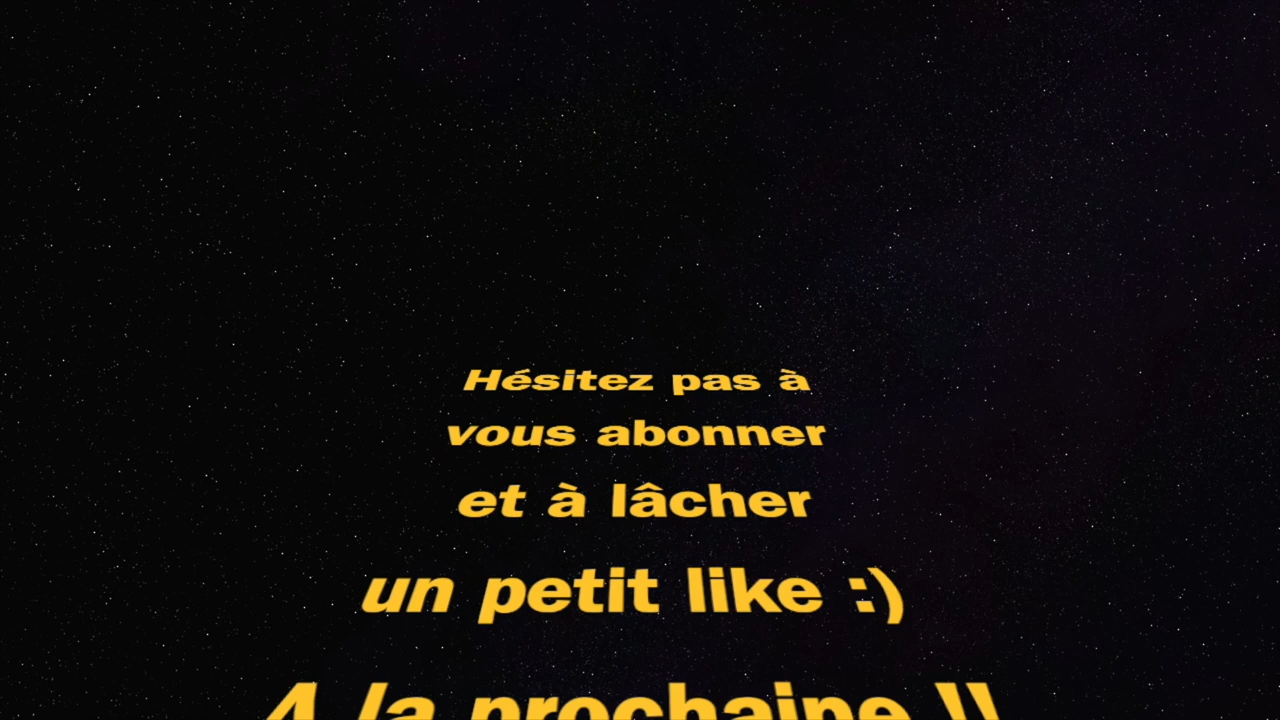 Hésitez pas à
vous abonner
et à lâcher
un petit like :)
A la prochaine !!